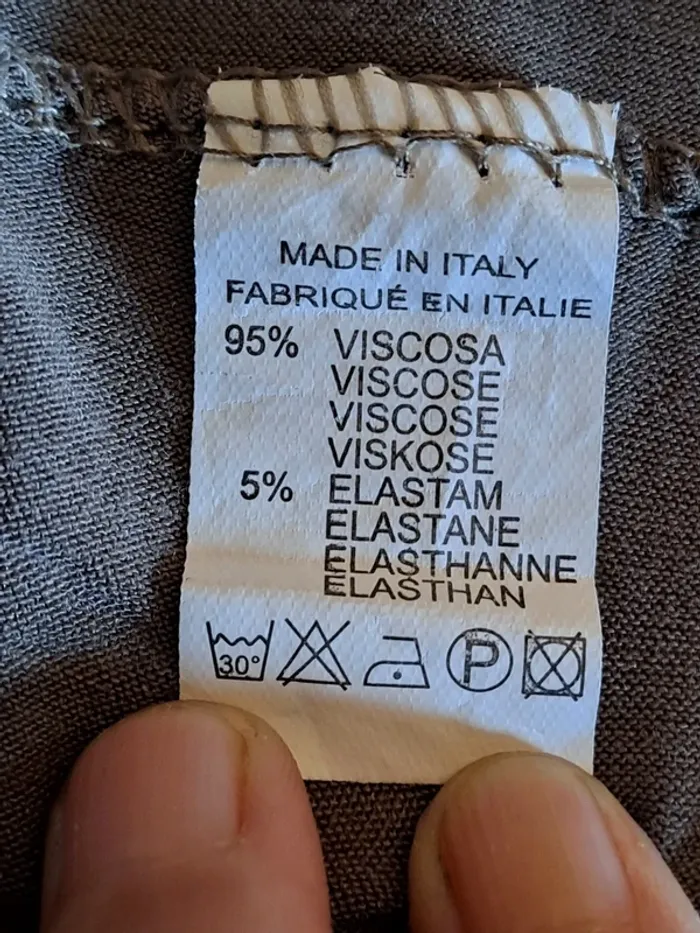 MADE IN ITALY
FABRIQUÉ EN ITALIE
95% VISCOSA
VISCOSE
VISCOSE
VISKOSE
5% ELASTAM
ELASTANE
ELASTHANNE
ELASTHAN
30° P